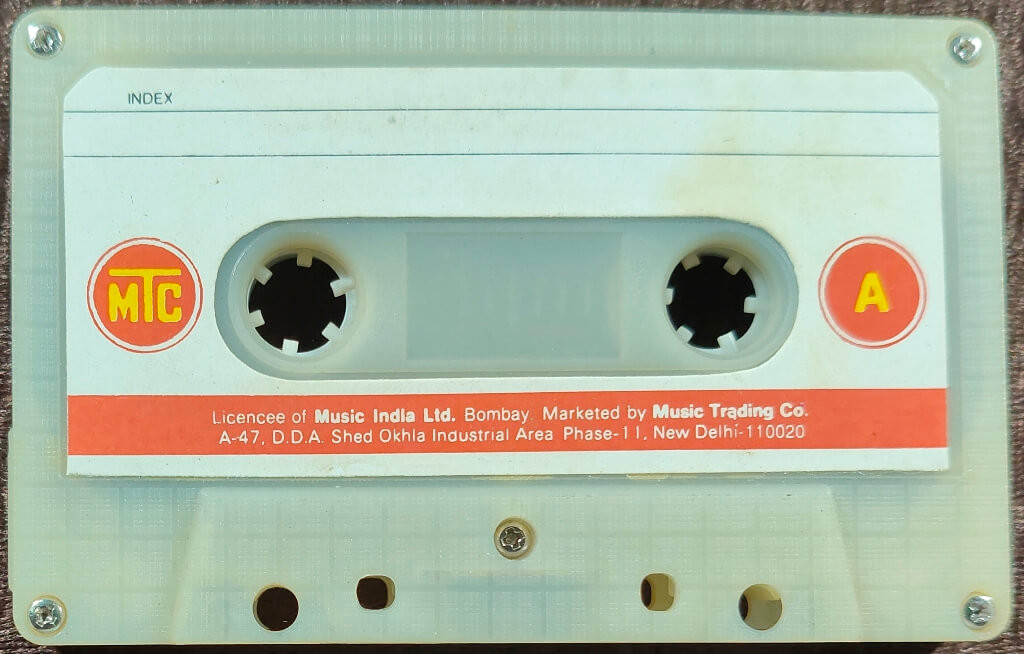 INDEX
MTC
A
Licencee of Music India Ltd. Bombay. Marketed by Music Trading Co.
A-47, D.D.A. Shed Okhla Industrial Area Phase-11, New Delhi-110020